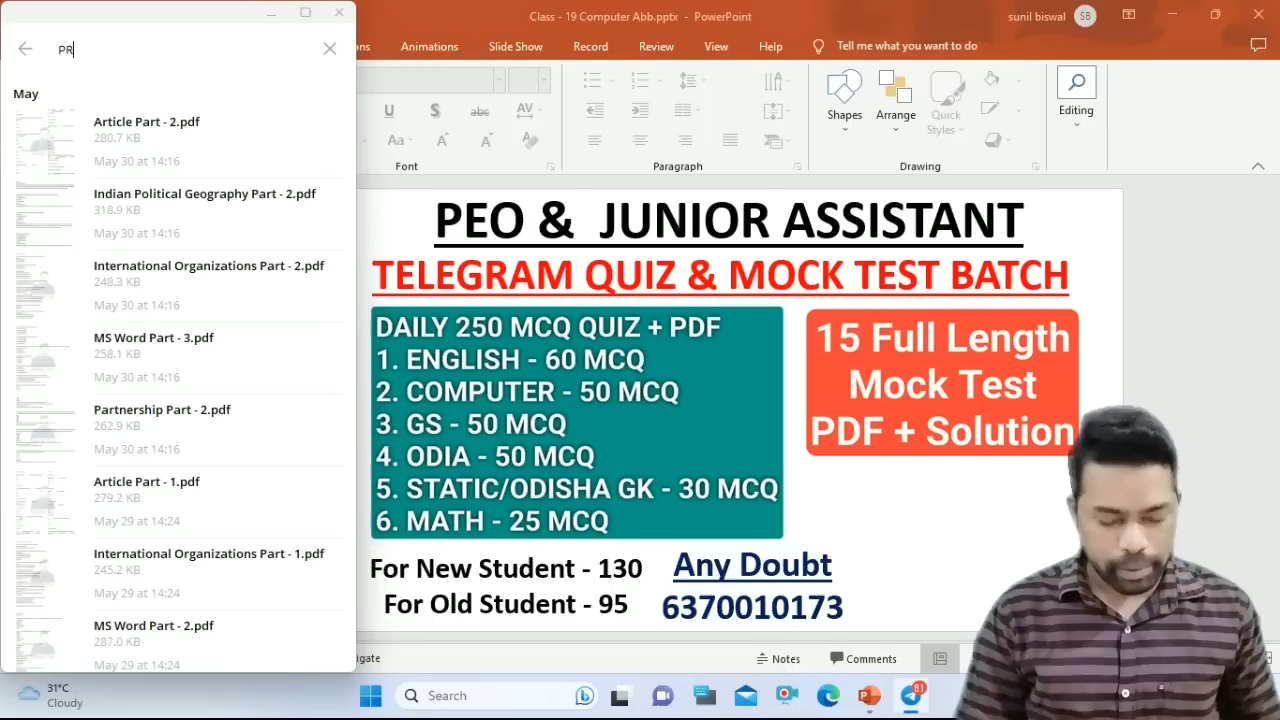 PR
May
Article Part - 2.pdf
280.7 KB
May 30 at 14:16
Indian Political Geography Part - 2.pdf
May 30 at 14:16
International Organizations Part - 2.pdf
248.3 KB
May 30 at 14:16
MS Word Part - 3.pdf
258.1 KB
May 30 at 14:16
Partnership Part - 2.pdf
262.9 KB
May 30 at 14:16
Article Part - 1.pdf
279.2 KB
May 29 at 14:24
International Organizations Part - 1.pdf
245.2 KB
May 29 at 14:24
MS Word Part - 2.pdf
287.0 KB
May 29 at 14:24
Class - 19 Computer Abb.pptx - PowerPoint
sunil biswal SB
ons Animations Slide Show Record Review View Help Tell me what you want to do
U S abc AV
Aa A A
Shapes Arrange Quick Styles
Editing
Font Paragraph Drawing
PEO & JUNIOR ASSISTANT
TELEGRAM QUIZ & MOCK TEST BATCH
DAILY 250 MCQ QUIZ + PDF
1. ENGLISH - 60 MCQ
2. COMPUTER - 50 MCQ
3. GS - 50 MCQ
4. ODIA - 50 MCQ
5. STATIC/ODISHA GK - 30 MCQ
6. MATH - 25 MCQ
15 Full Length
Mock Test
PDF + Solution
For New Student - 130
For Old Student - 95
Any Doubt
6370010173
igate Notes Comments
31°C
Cloudy
Search
81